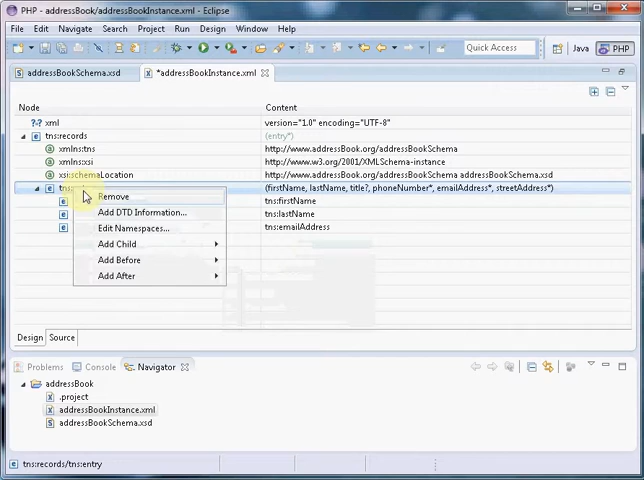 PHP - addressBook/addressBookInstance.xml - Eclipse
File Edit Navigate Search Project Run Design Window Help
Quick Access Java PHP
addressBookSchema.xsd *addressBookInstance.xml
Node Content
?=? xml version="1.0" encoding="UTF-8"
e tns:records (entry*)
a xmlns:tns http://www.addressBook.org/addressBookSchema
a xmlns:xsi http://www.w3.org/2001/XMLSchema-instance
a xsi:schemaLocation http://www.addressBook.org/addressBookSchema addressBookSchema.xsd
e tns: (firstName, lastName, title?, phoneNumber*, emailAddress*, streetAddress*)
Remove
e tns:firstName
Add DTD Information...
e tns:lastName
Edit Namespaces...
e tns:emailAddress
Add Child
Add Before
Add After
Design Source
Problems Console Navigator
addressBook
X .project
X addressBookInstance.xml
S addressBookSchema.xsd
tns:records/tns:entry